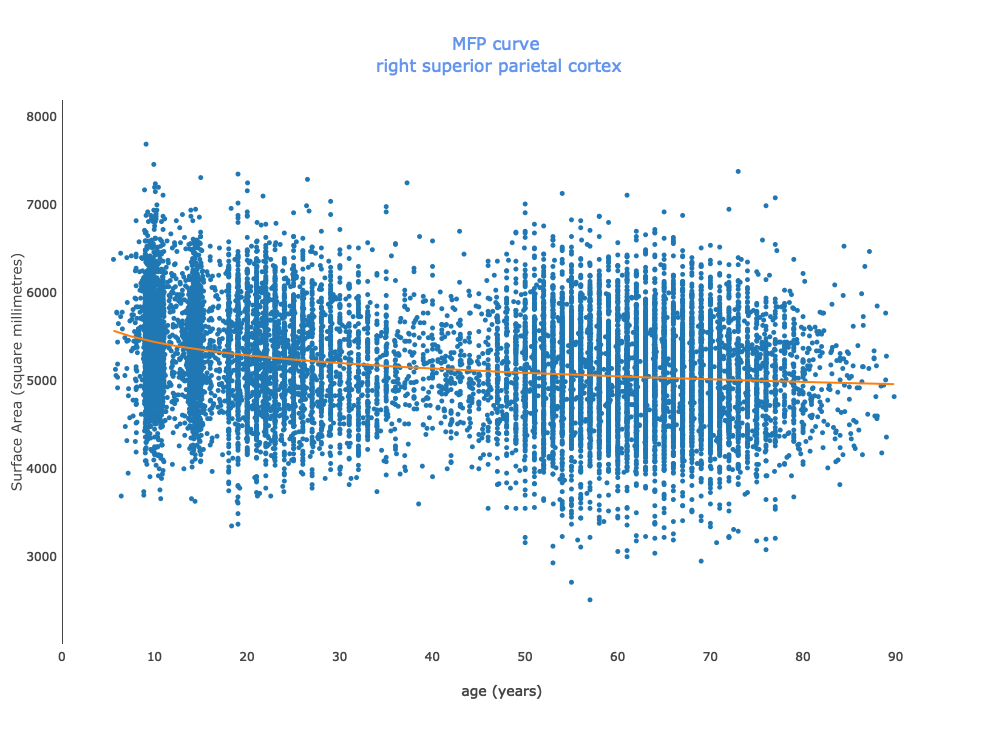 MFP curve
right superior parietal cortex
Surface Area (square millimetres)
8000
7000
6000
5000
4000
3000
0 10 20 30 40 50 60 70 80 90
age (years)